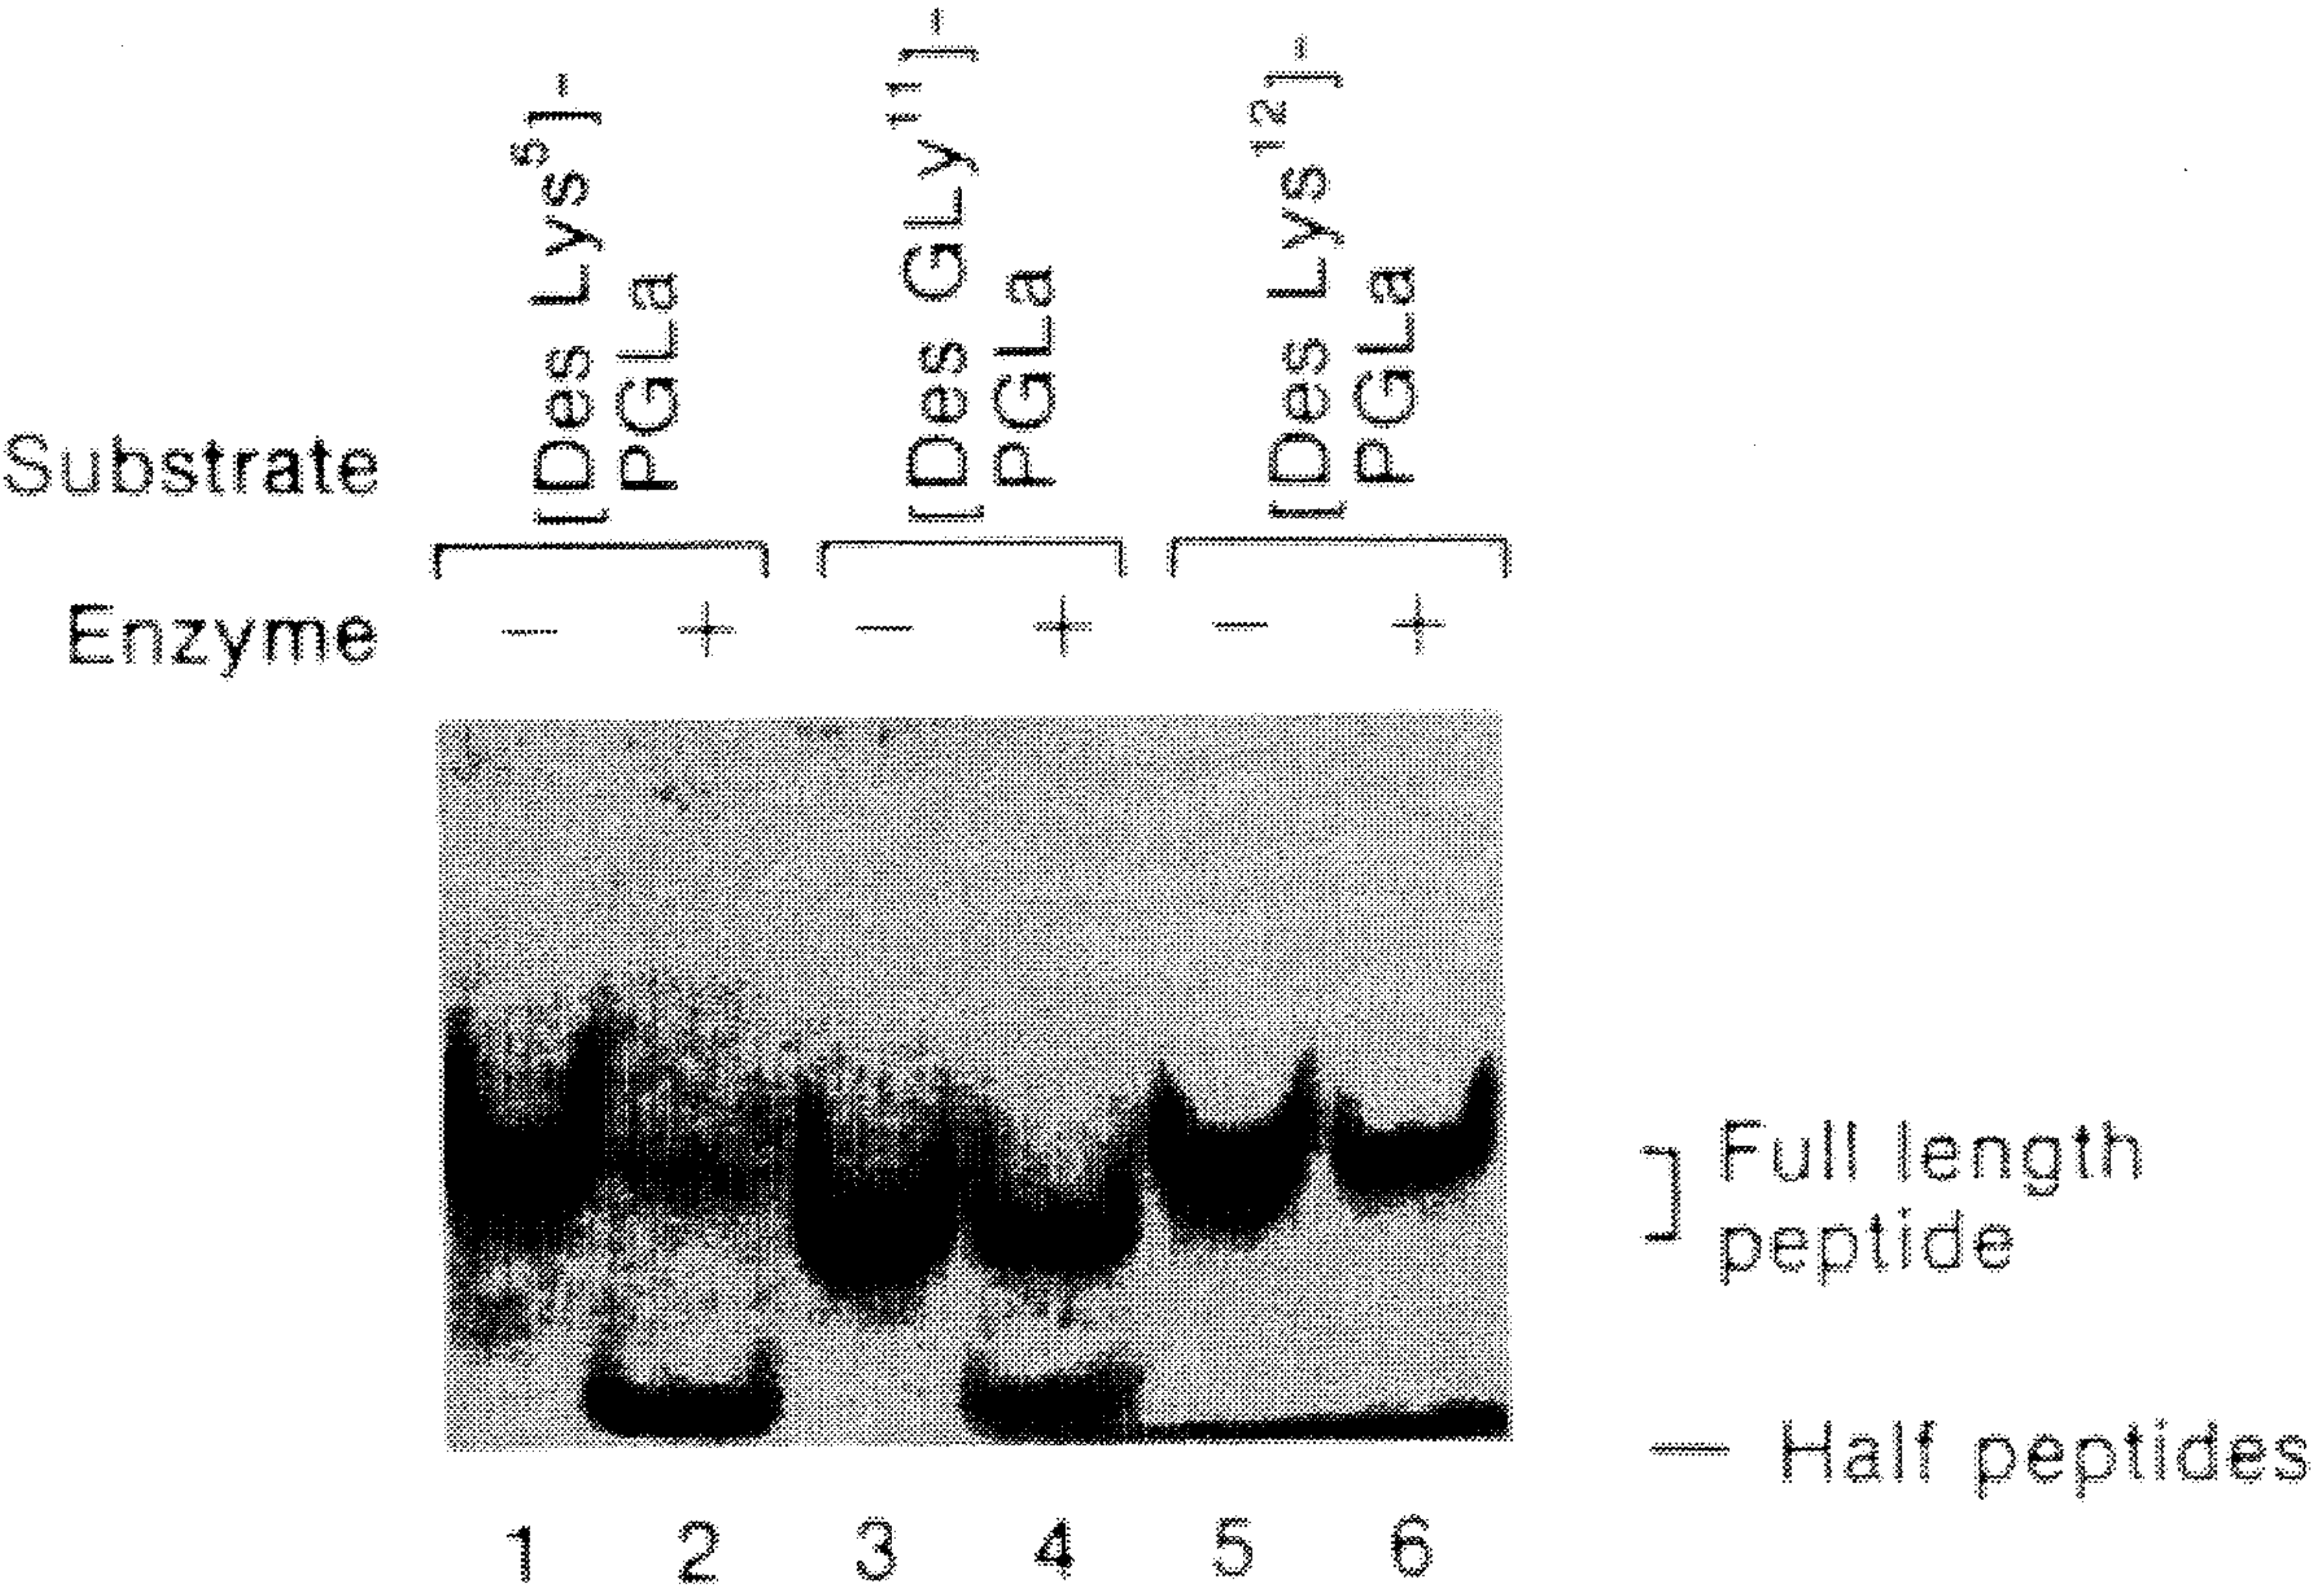 [Des Lys⁵]-
PGLa
[Des GLy¹¹]-
PGLa
[Des Lys¹²]-
PGLa
Substrate
Enzyme − + − + − +
Full length
peptide
— Half peptides
1 2 3 4 5 6